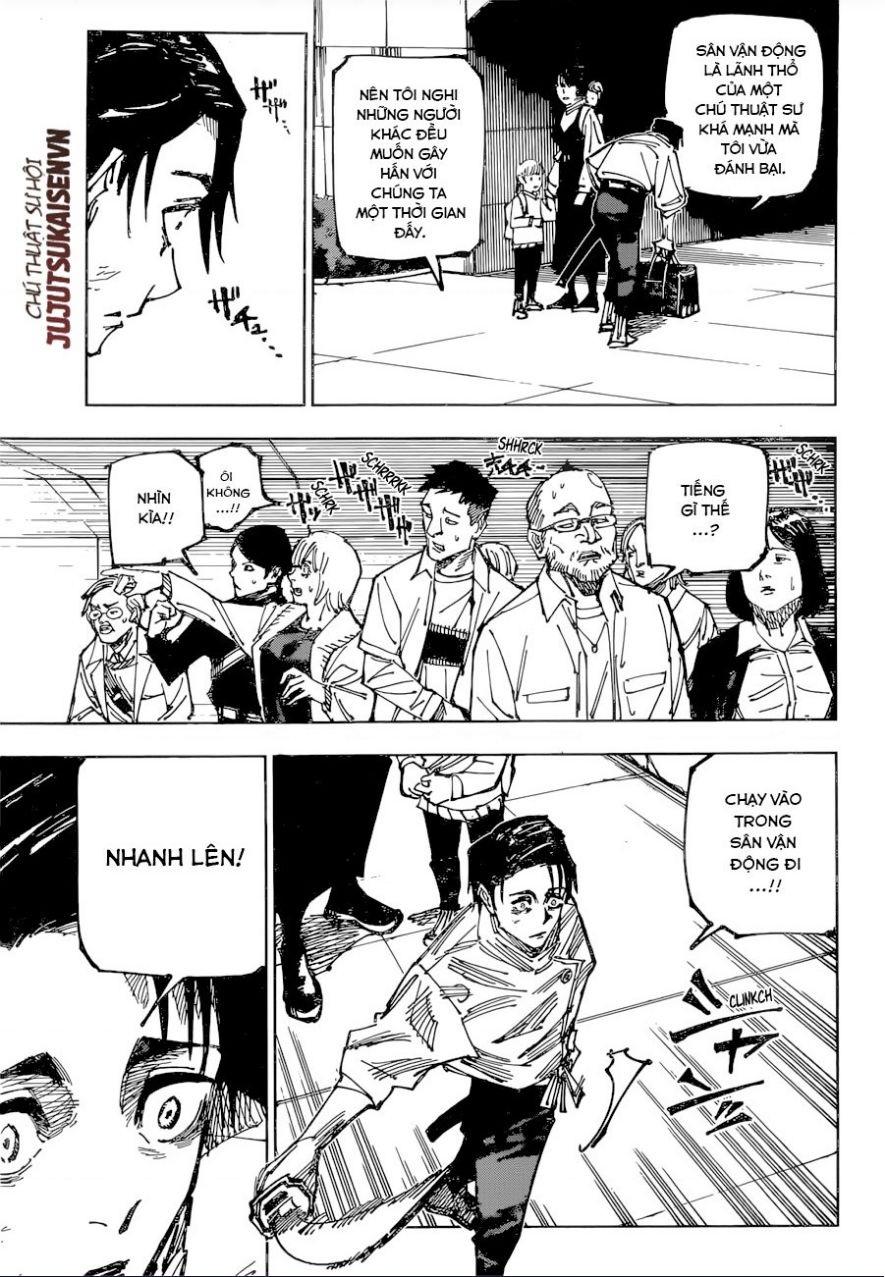 SÂN VẬN ĐỘNG
LÀ LÃNH THỔ
CỦA MỘT
CHÚ THUẬT SƯ
KHÁ MẠNH MÀ
TÔI VỪA
ĐÁNH BẠI.
NÊN TÔI NGHI
NHỮNG NGƯỜI
KHÁC ĐỀU
MUỐN GÂY
HẤN VỚI
CHÚNG TA
MỘT THỜI GIAN
ĐẤY.
CHÚ THUẬT SƯ HỘI
JUJUTSUKAISENVN
SCHRK
TIẾNG
GÌ THẾ
...?
SHHRCK
SCHRRRKK
SCHRK
ÔI
KHÔNG
...!!
NHÌN
KÌA!!
CHẠY VÀO
TRONG
SÂN VẬN
ĐỘNG ĐI
...!!
CLINKCH
NHANH LÊN!